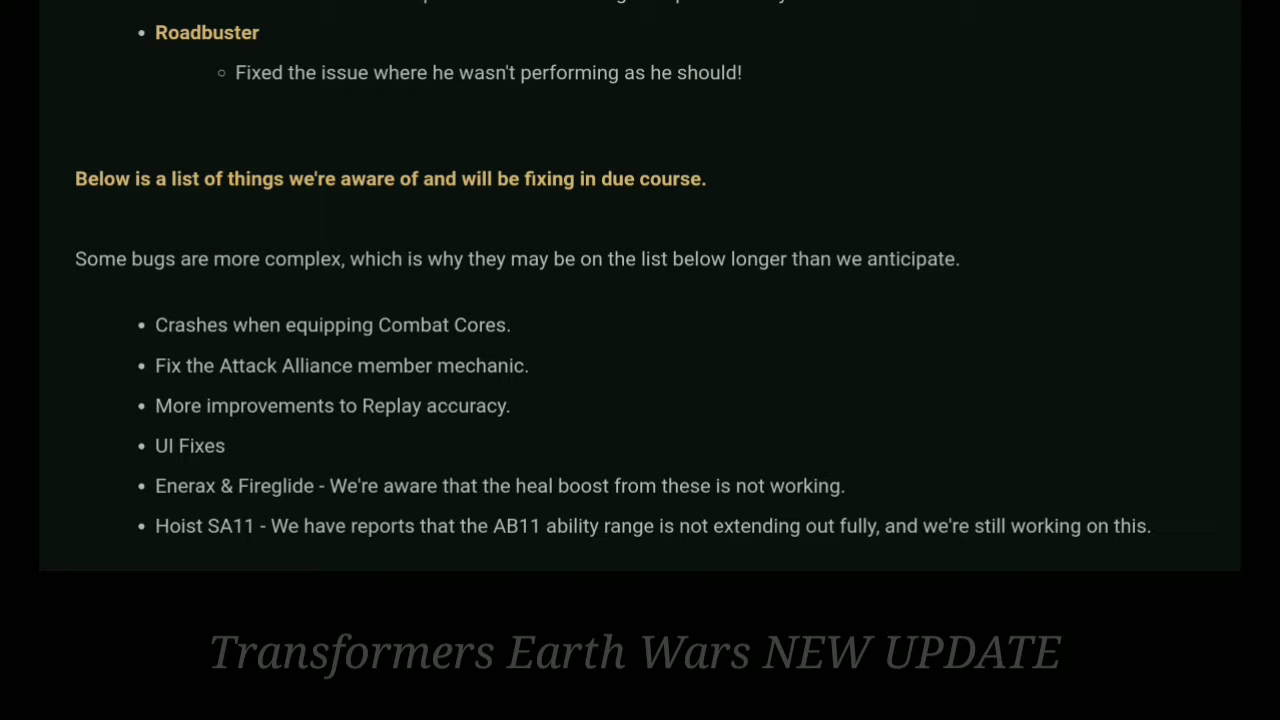 Roadbuster
Fixed the issue where he wasn't performing as he should!
Below is a list of things we're aware of and will be fixing in due course.
Some bugs are more complex, which is why they may be on the list below longer than we anticipate.
Crashes when equipping Combat Cores.
Fix the Attack Alliance member mechanic.
More improvements to Replay accuracy.
UI Fixes
Enerax & Fireglide - We're aware that the heal boost from these is not working.
Hoist SA11 - We have reports that the AB11 ability range is not extending out fully, and we're still working on this.
Transformers Earth Wars NEW UPDATE